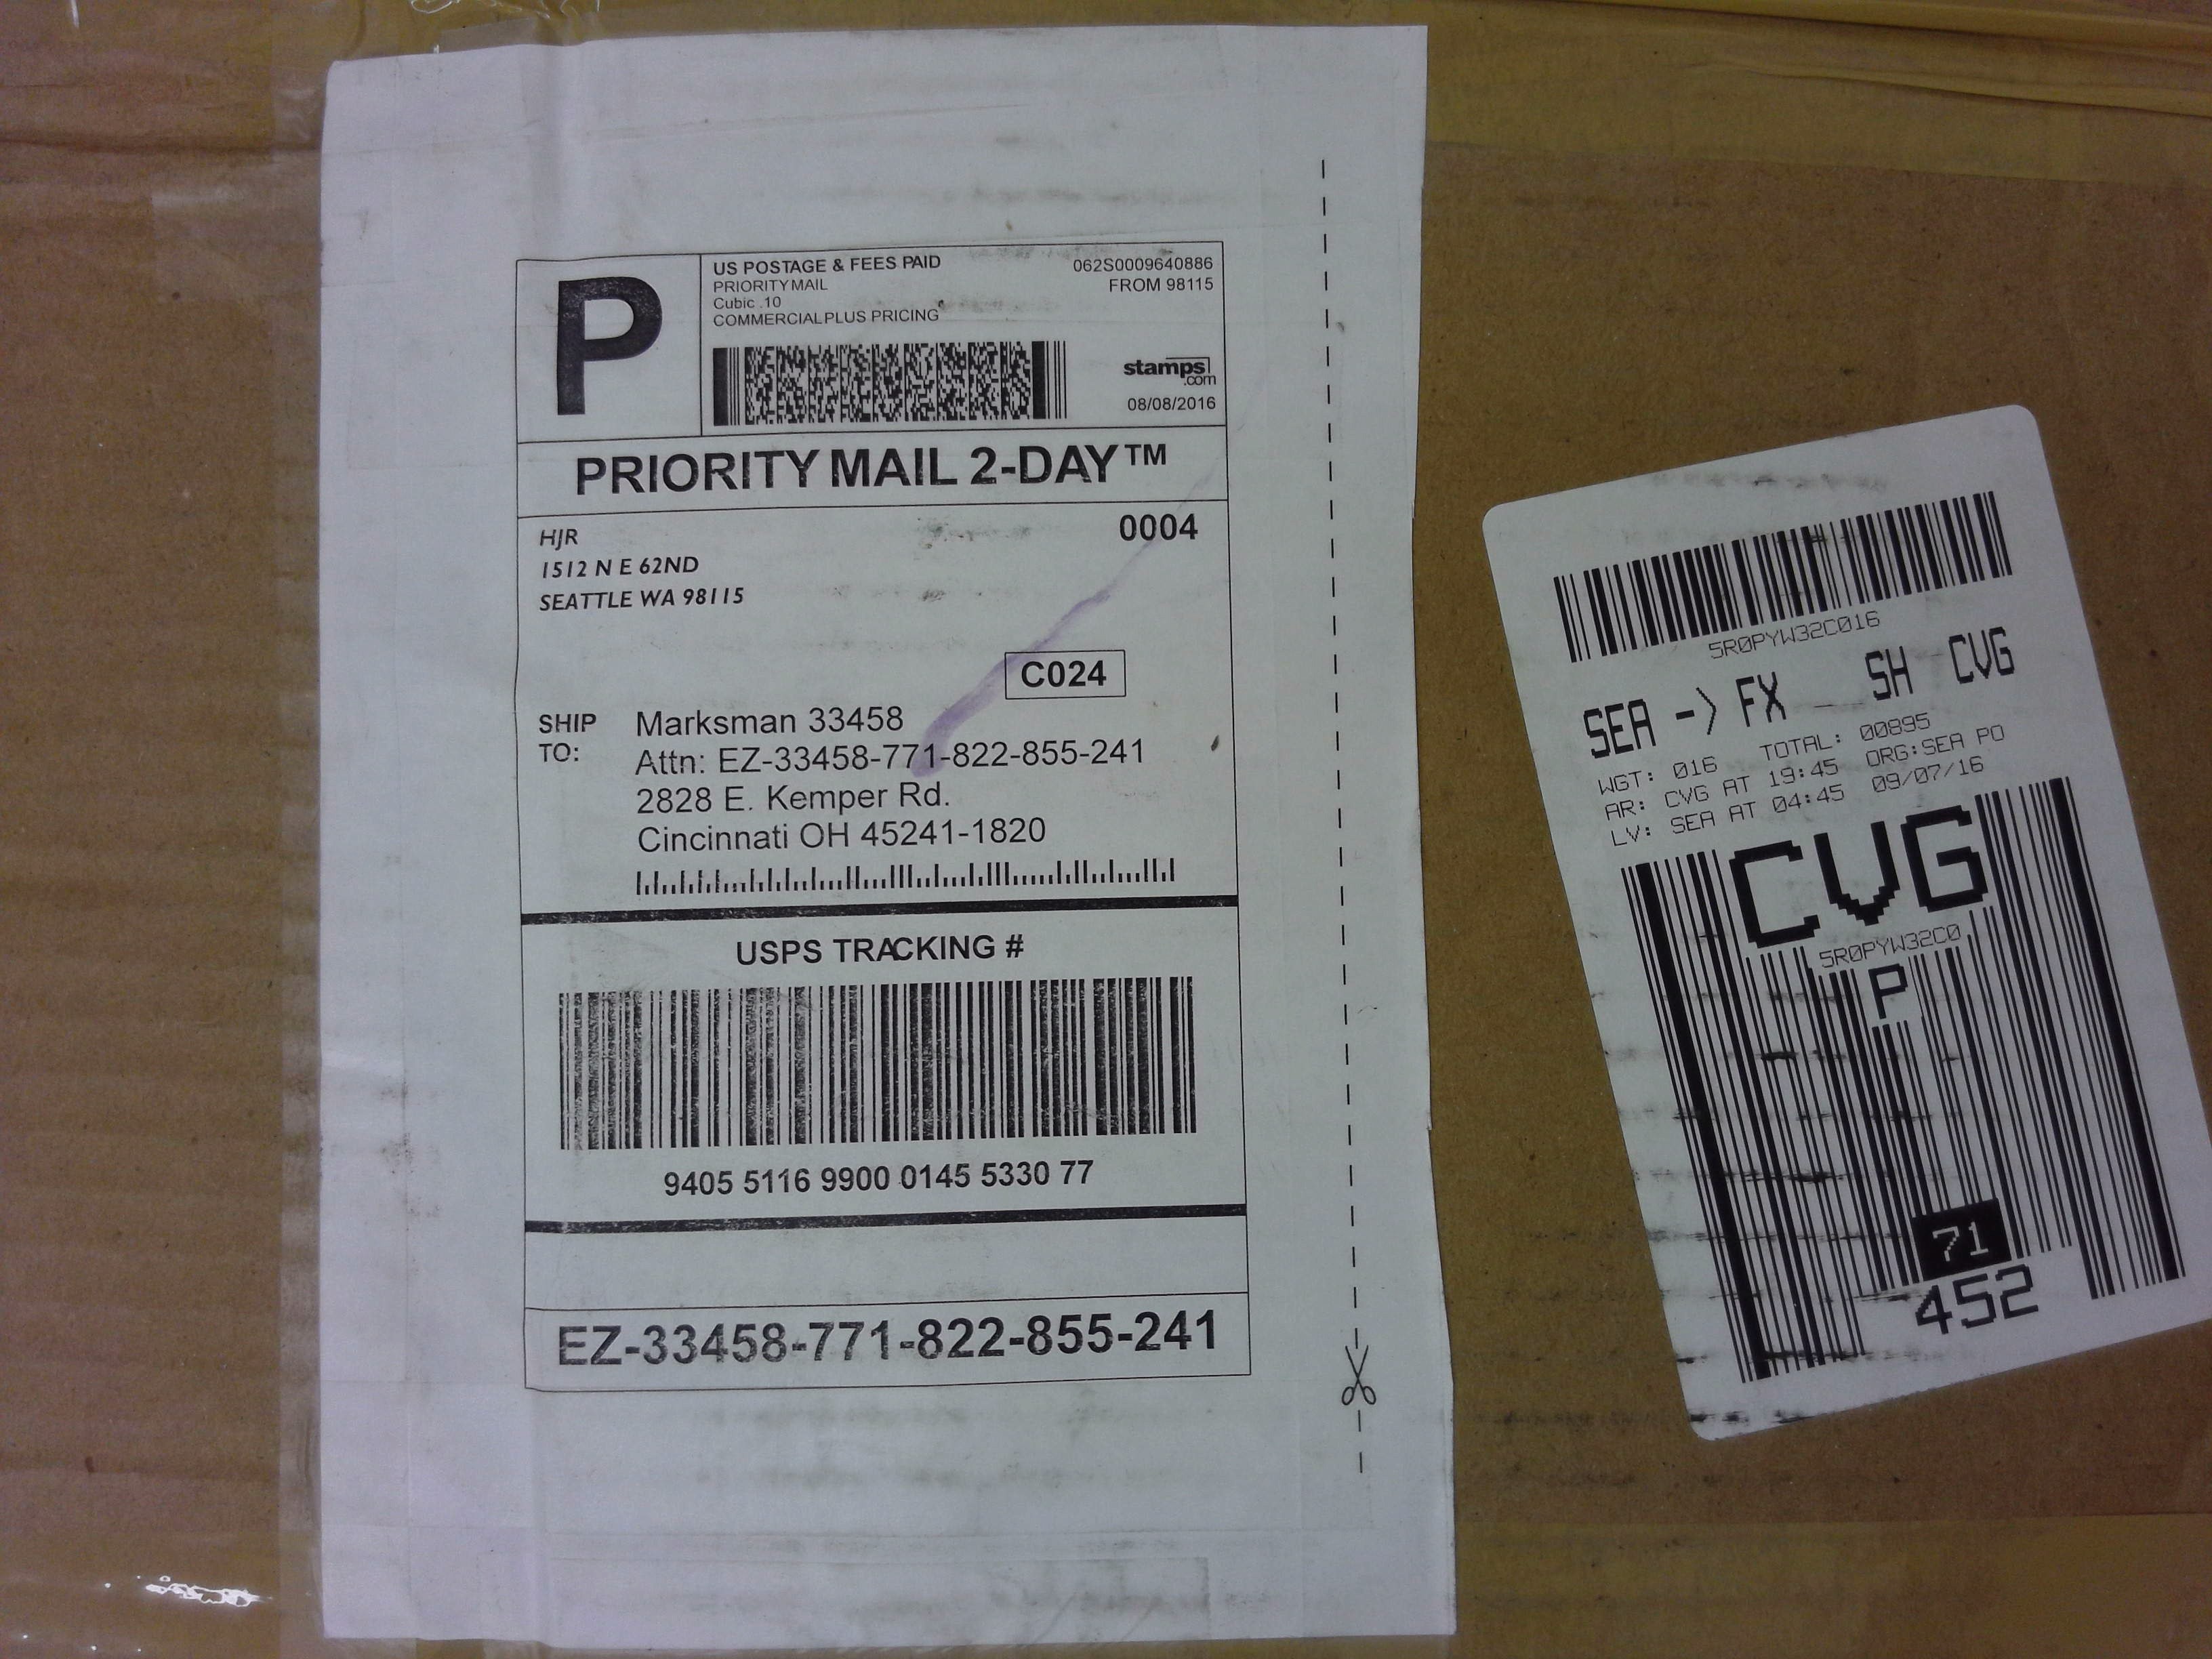 P
US POSTAGE & FEES PAID
PRIORITY MAIL
Cubic .10
COMMERCIALPLUS PRICING
062S0009640886
FROM 98115
stamps
.com
08/08/2016
PRIORITY MAIL 2-DAY™
HJR
1512 N E 62ND
SEATTLE WA 98115
0004
C024
SHIP
TO:
Marksman 33458
Attn: EZ-33458-771-822-855-241
2828 E. Kemper Rd.
Cincinnati OH 45241-1820
USPS TRACKING #
9405 5116 9900 0145 5330 77
EZ-33458-771-822-855-241
5R0PYW32C016
SEA -> FX SH CVG
WGT: 016 TOTAL: 00895
AR: CVG AT 19:45 ORG:SEA PO
LV: SEA AT 04:45 09/07/16
CVG
5R0PYW32C0
P
71
452